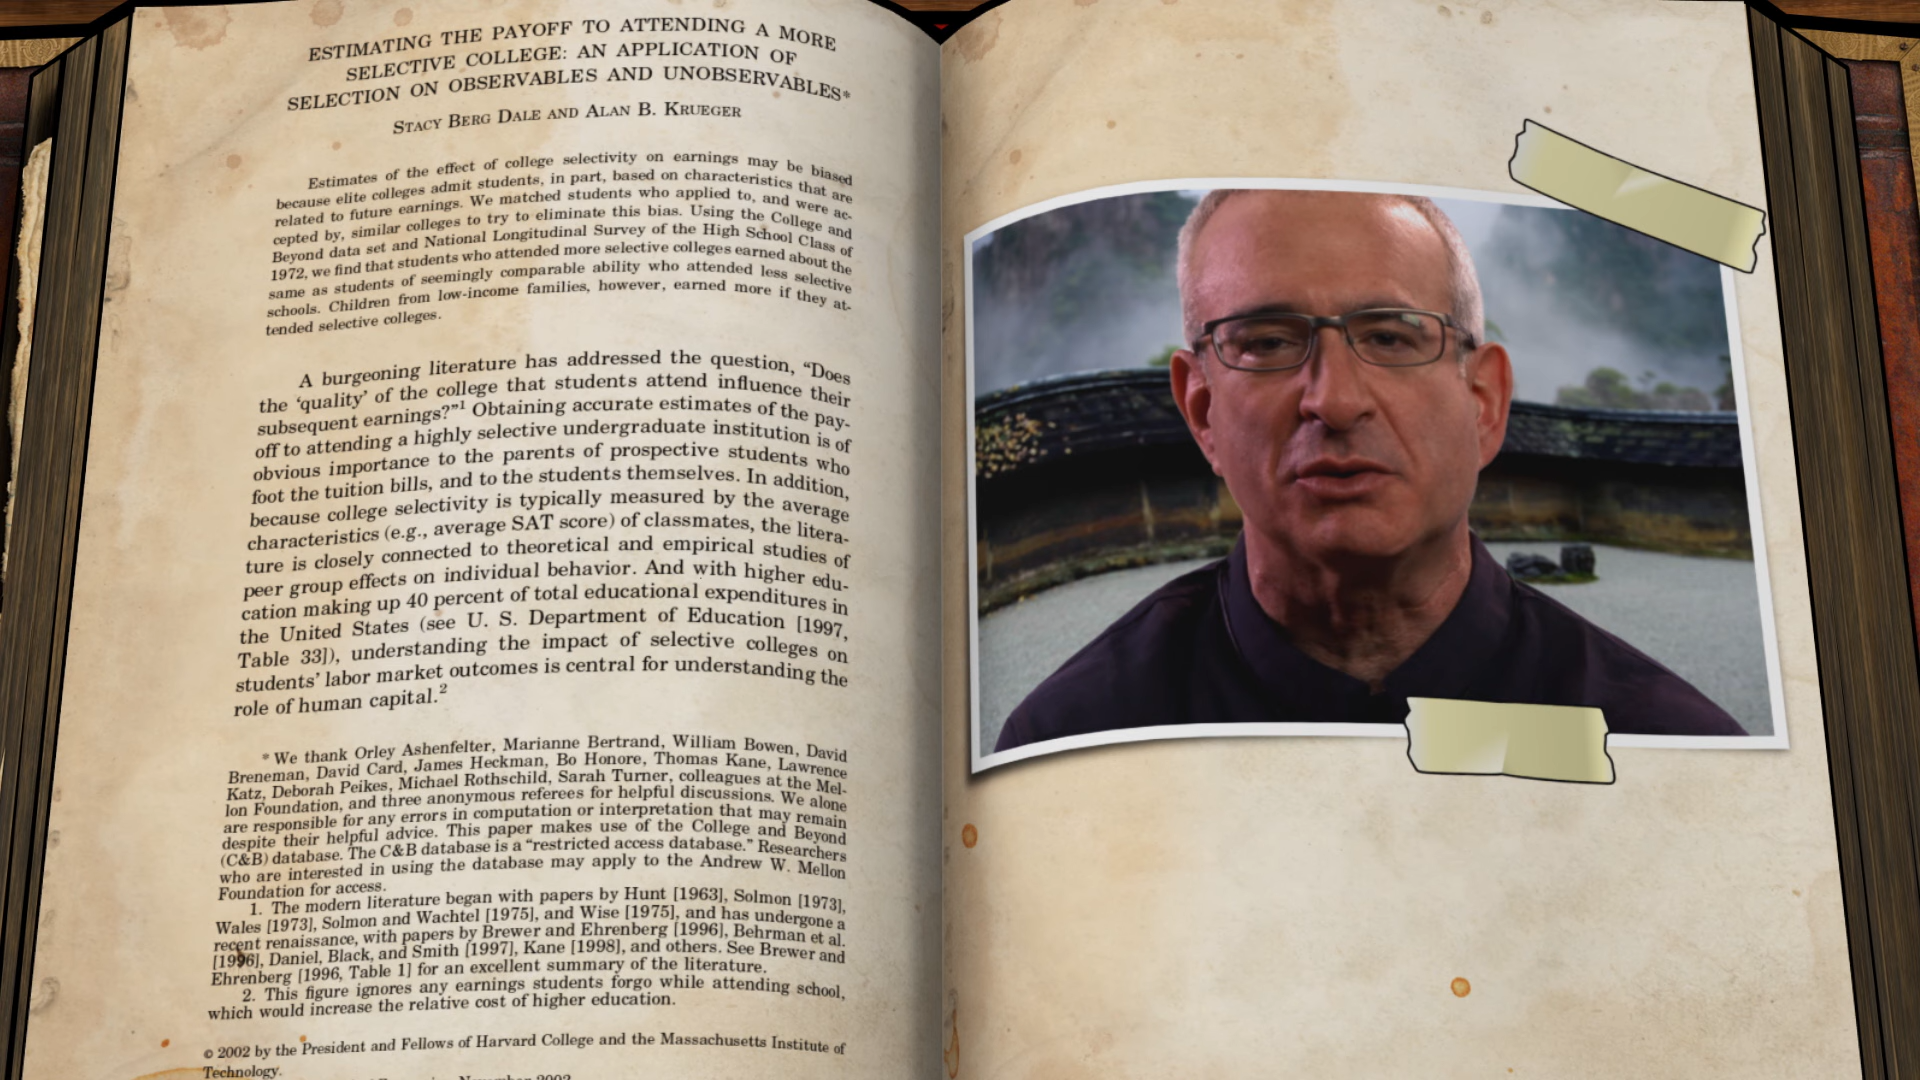 ESTIMATING THE PAYOFF TO ATTENDING A MORE
SELECTIVE COLLEGE: AN APPLICATION OF
SELECTION ON OBSERVABLES AND UNOBSERVABLES*
STACY BERG DALE AND ALAN B. KRUEGER
Estimates of the effect of college selectivity on earnings may be biased
because elite colleges admit students, in part, based on characteristics that are
related to future earnings. We matched students who applied to, and were ac-
cepted by, similar colleges to try to eliminate this bias. Using the College and
Beyond data set and National Longitudinal Survey of the High School Class of
1972, we find that students who attended more selective colleges earned about the
same as students of seemingly comparable ability who attended less selective
schools. Children from low-income families, however, earned more if they at-
tended selective colleges.
A burgeoning literature has addressed the question, “Does
the ‘quality’ of the college that students attend influence their
subsequent earnings?”1 Obtaining accurate estimates of the pay-
off to attending a highly selective undergraduate institution is of
obvious importance to the parents of prospective students who
foot the tuition bills, and to the students themselves. In addition,
because college selectivity is typically measured by the average
characteristics (e.g., average SAT score) of classmates, the litera-
ture is closely connected to theoretical and empirical studies of
peer group effects on individual behavior. And with higher edu-
cation making up 40 percent of total educational expenditures in
the United States (see U. S. Department of Education [1997,
Table 33]), understanding the impact of selective colleges on
students’ labor market outcomes is central for understanding the
role of human capital.2
* We thank Orley Ashenfelter, Marianne Bertrand, William Bowen, David
Breneman, David Card, James Heckman, Bo Honore, Thomas Kane, Lawrence
Katz, Deborah Peikes, Michael Rothschild, Sarah Turner, colleagues at the Mel-
lon Foundation, and three anonymous referees for helpful discussions. We alone
are responsible for any errors in computation or interpretation that may remain
despite their helpful advice. This paper makes use of the College and Beyond
(C&B) database. The C&B database is a “restricted access database.” Researchers
who are interested in using the database may apply to the Andrew W. Mellon
Foundation for access.
1. The modern literature began with papers by Hunt [1963], Solmon [1973],
Wales [1973], Solmon and Wachtel [1975], and Wise [1975], and has undergone a
recent renaissance, with papers by Brewer and Ehrenberg [1996], Behrman et al.
[1996], Daniel, Black, and Smith [1997], Kane [1998], and others. See Brewer and
Ehrenberg [1996, Table 1] for an excellent summary of the literature.
2. This figure ignores any earnings students forgo while attending school,
which would increase the relative cost of higher education.
© 2002 by the President and Fellows of Harvard College and the Massachusetts Institute of
Technology.
November 2002